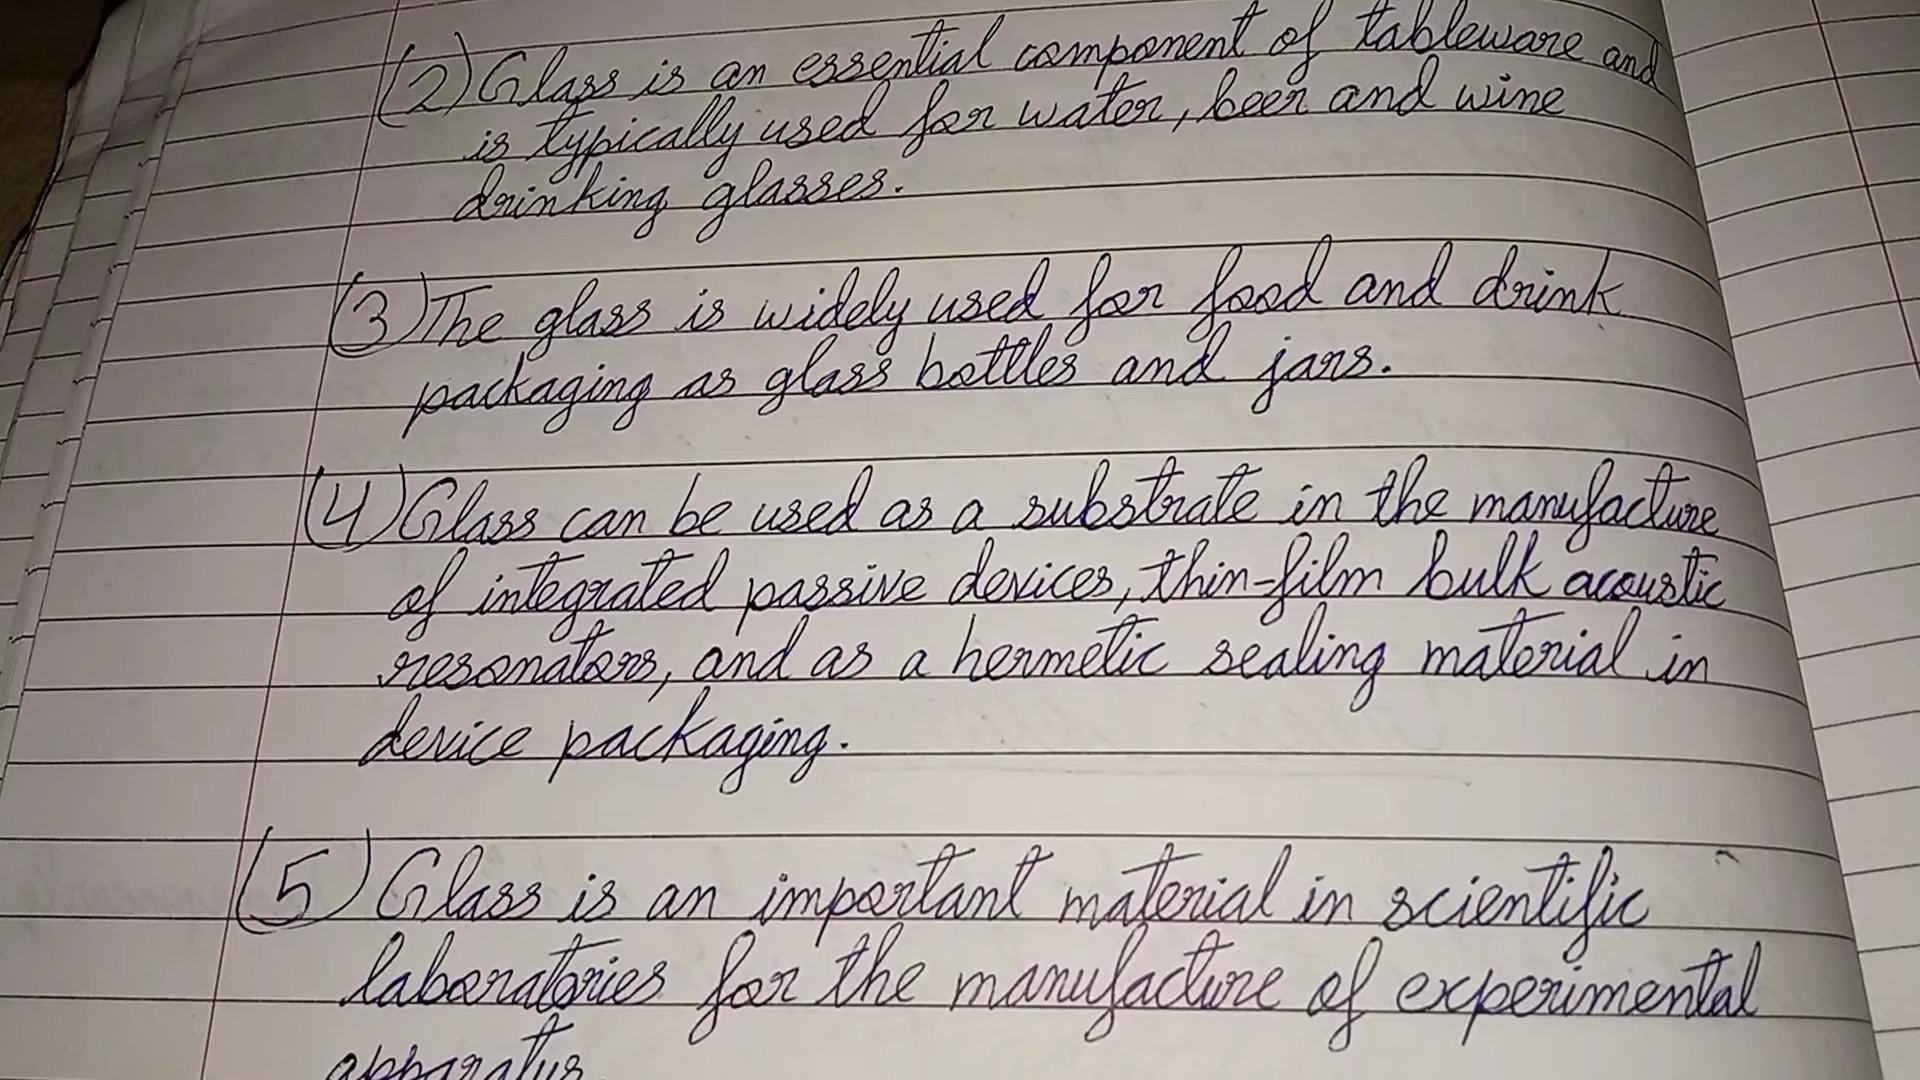 (2) Glass is an essential component of tableware and
is typically used for water, beer and wine
drinking glasses.
(3) The glass is widely used for food and drink
packaging as glass bottles and jars.
(4) Glass can be used as a substrate in the manufacture
of integrated passive devices, thin-film bulk acoustic
resonators, and as a hermetic sealing material in
device packaging.
(5) Glass is an important material in scientific
laboratories for the manufacture of experimental
apparatus.